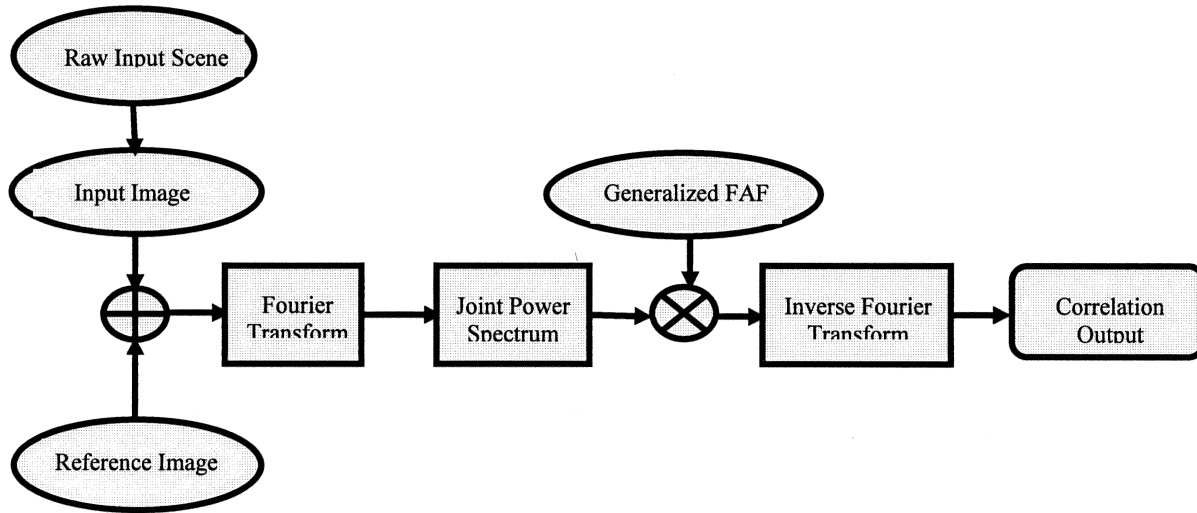 Raw Input Scene
Input Image
Generalized FAF
Fourier
Transform
Joint Power
Spectrum
Inverse Fourier
Transform
Correlation
Output
Reference Image